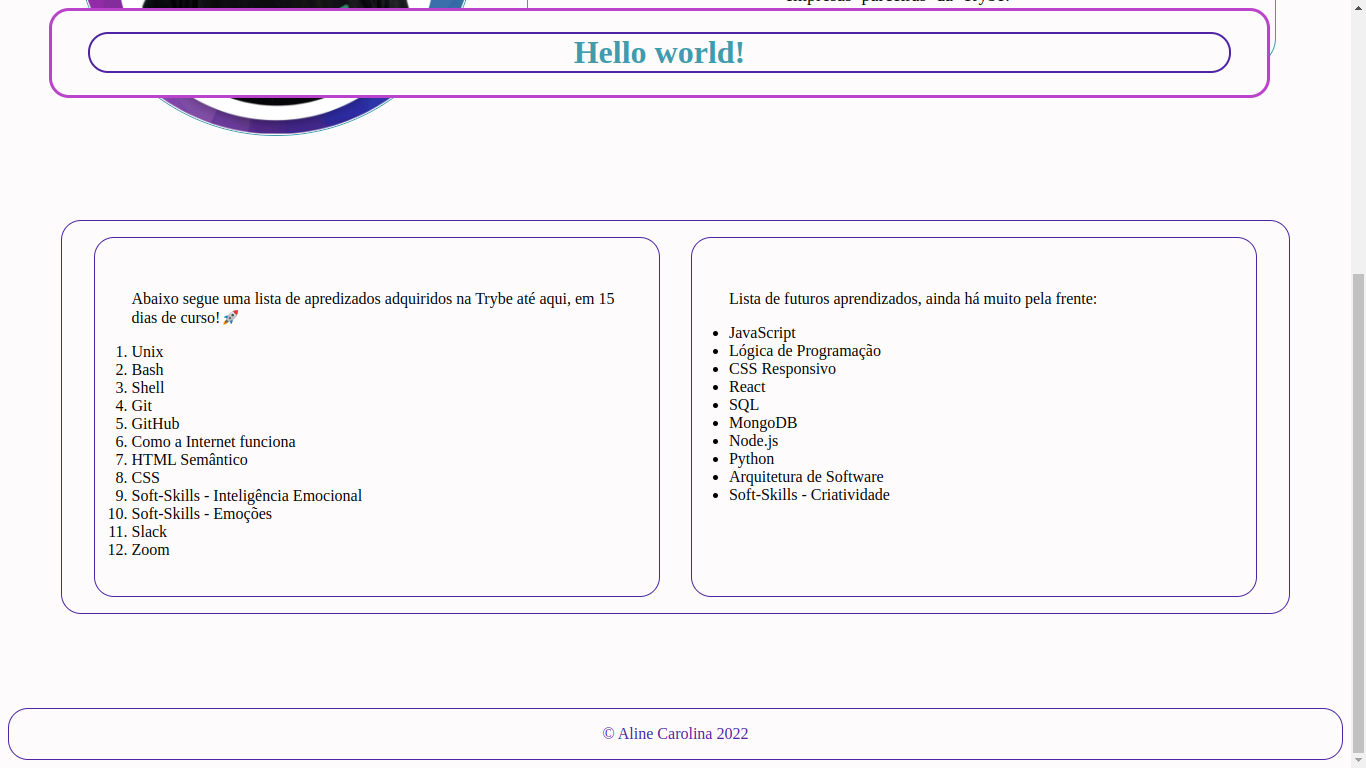 Hello world!
Abaixo segue uma lista de apredizados adquiridos na Trybe até aqui, em 15
dias de curso!🚀
1. Unix
2. Bash
3. Shell
4. Git
5. GitHub
6. Como a Internet funciona
7. HTML Semântico
8. CSS
9. Soft-Skills - Inteligência Emocional
10. Soft-Skills - Emoções
11. Slack
12. Zoom
Lista de futuros aprendizados, ainda há muito pela frente:
• JavaScript
• Lógica de Programação
• CSS Responsivo
• React
• SQL
• MongoDB
• Node.js
• Python
• Arquitetura de Software
• Soft-Skills - Criatividade
© Aline Carolina 2022